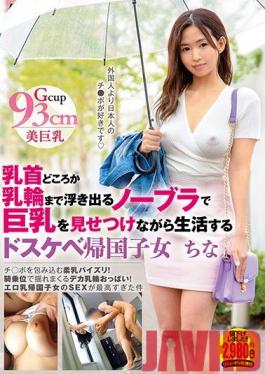 Gcup
93cm
美巨乳
外国人より日本人の
チ●ポが好きです♡
乳首どころか
乳輪まで浮き出るノーブラで
巨乳を見せつけながら生活する
ドスケベ帰国子女 ちな
チ○ポを包み込む柔乳パイズリ!
騎乗位で揺れまくるデカ乳輪おっぱい!
エロ乳帰国子女のSEXが最高すぎた件
2,980円